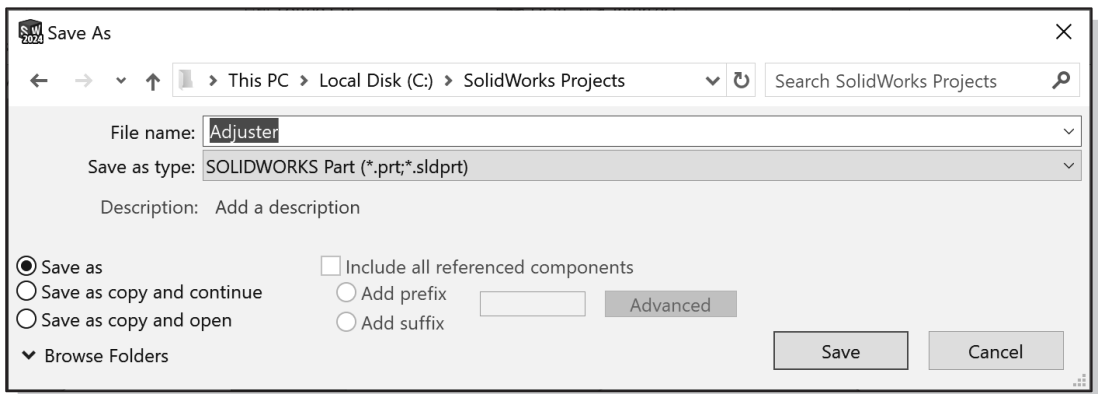 SW 2024 Save As
This PC > Local Disk (C:) > SolidWorks Projects Search SolidWorks Projects
File name: Adjuster
Save as type: SOLIDWORKS Part (*.prt;*.sldprt)
Description: Add a description
Save as Include all referenced components
Save as copy and continue Add prefix Advanced
Save as copy and open Add suffix
Browse Folders Save Cancel